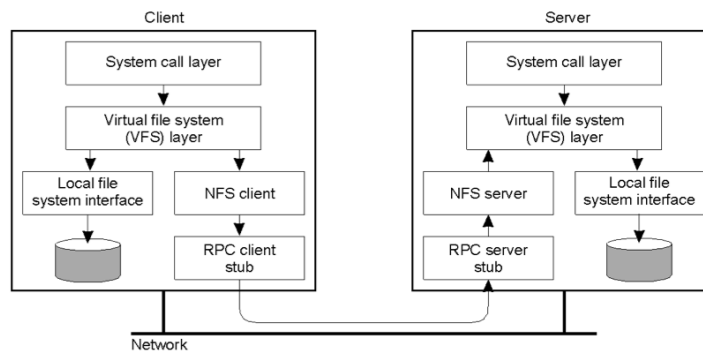 Client
System call layer
Virtual file system
(VFS) layer
Local file
system interface
NFS client
RPC client
stub
Server
System call layer
Virtual file system
(VFS) layer
NFS server
Local file
system interface
RPC server
stub
Network